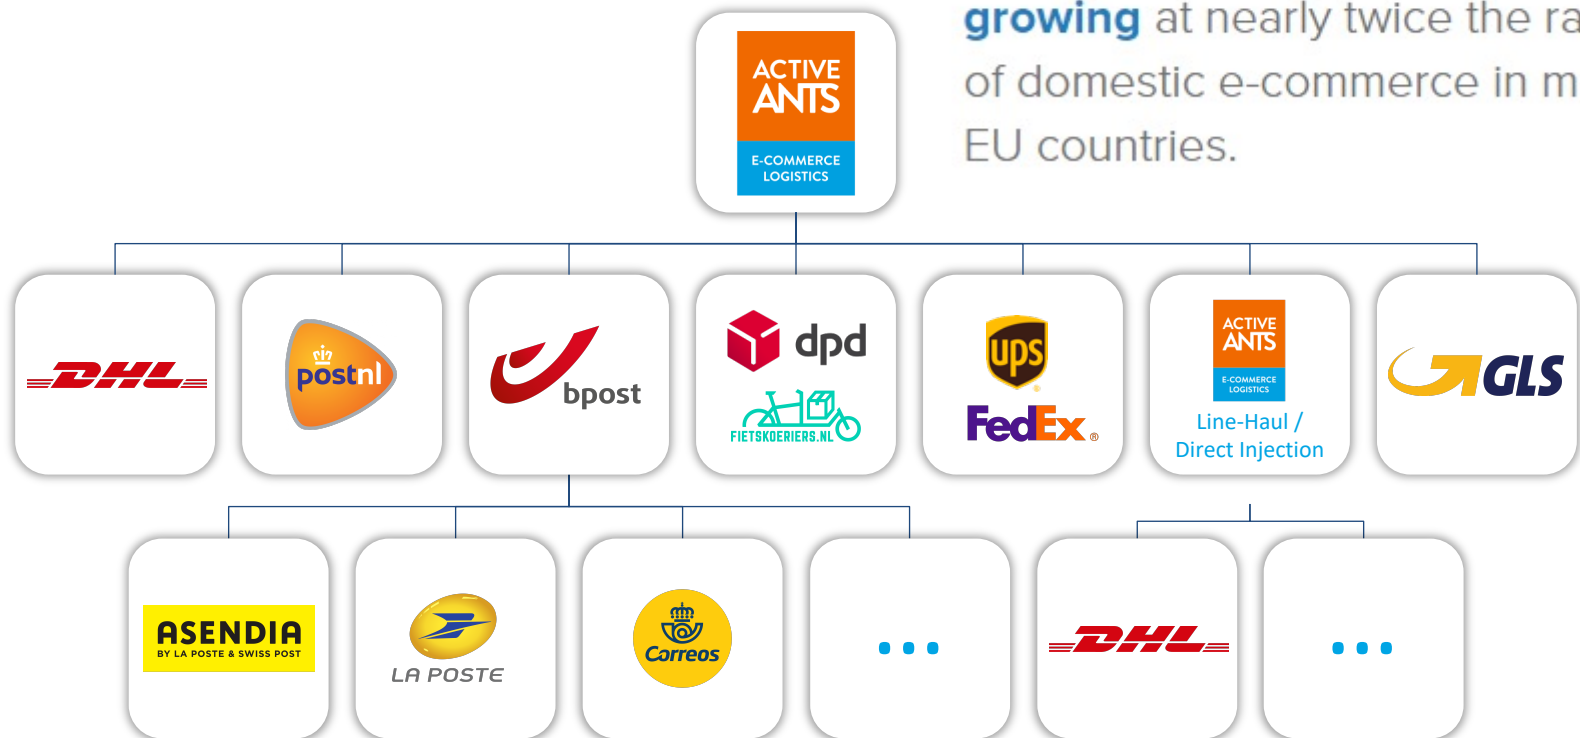 growing at nearly twice the ra
of domestic e-commerce in m
EU countries.
ACTIVE
ANTS
E-COMMERCE
LOGISTICS
DHL
postnl
bpost
dpd
FIETSKOERIERS.NL
ups
FedEx®
ACTIVE
ANTS
E-COMMERCE
LOGISTICS
Line-Haul /
Direct Injection
GLS
ASENDIA
BY LA POSTE & SWISS POST
LA POSTE
Correos
...
DHL
...